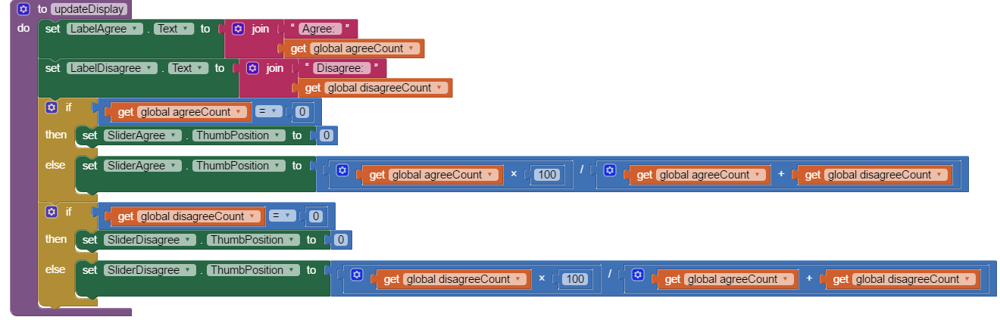 to updateDisplay
do set LabelAgree . Text to join “ Agree: ”
get global agreeCount
set LabelDisagree . Text to join “ Disagree: ”
get global disagreeCount
if get global agreeCount = 0
then set SliderAgree . ThumbPosition to 0
else set SliderAgree . ThumbPosition to get global agreeCount × 100 / get global agreeCount + get global disagreeCount
if get global disagreeCount = 0
then set SliderDisagree . ThumbPosition to 0
else set SliderDisagree . ThumbPosition to get global disagreeCount × 100 / get global agreeCount + get global disagreeCount